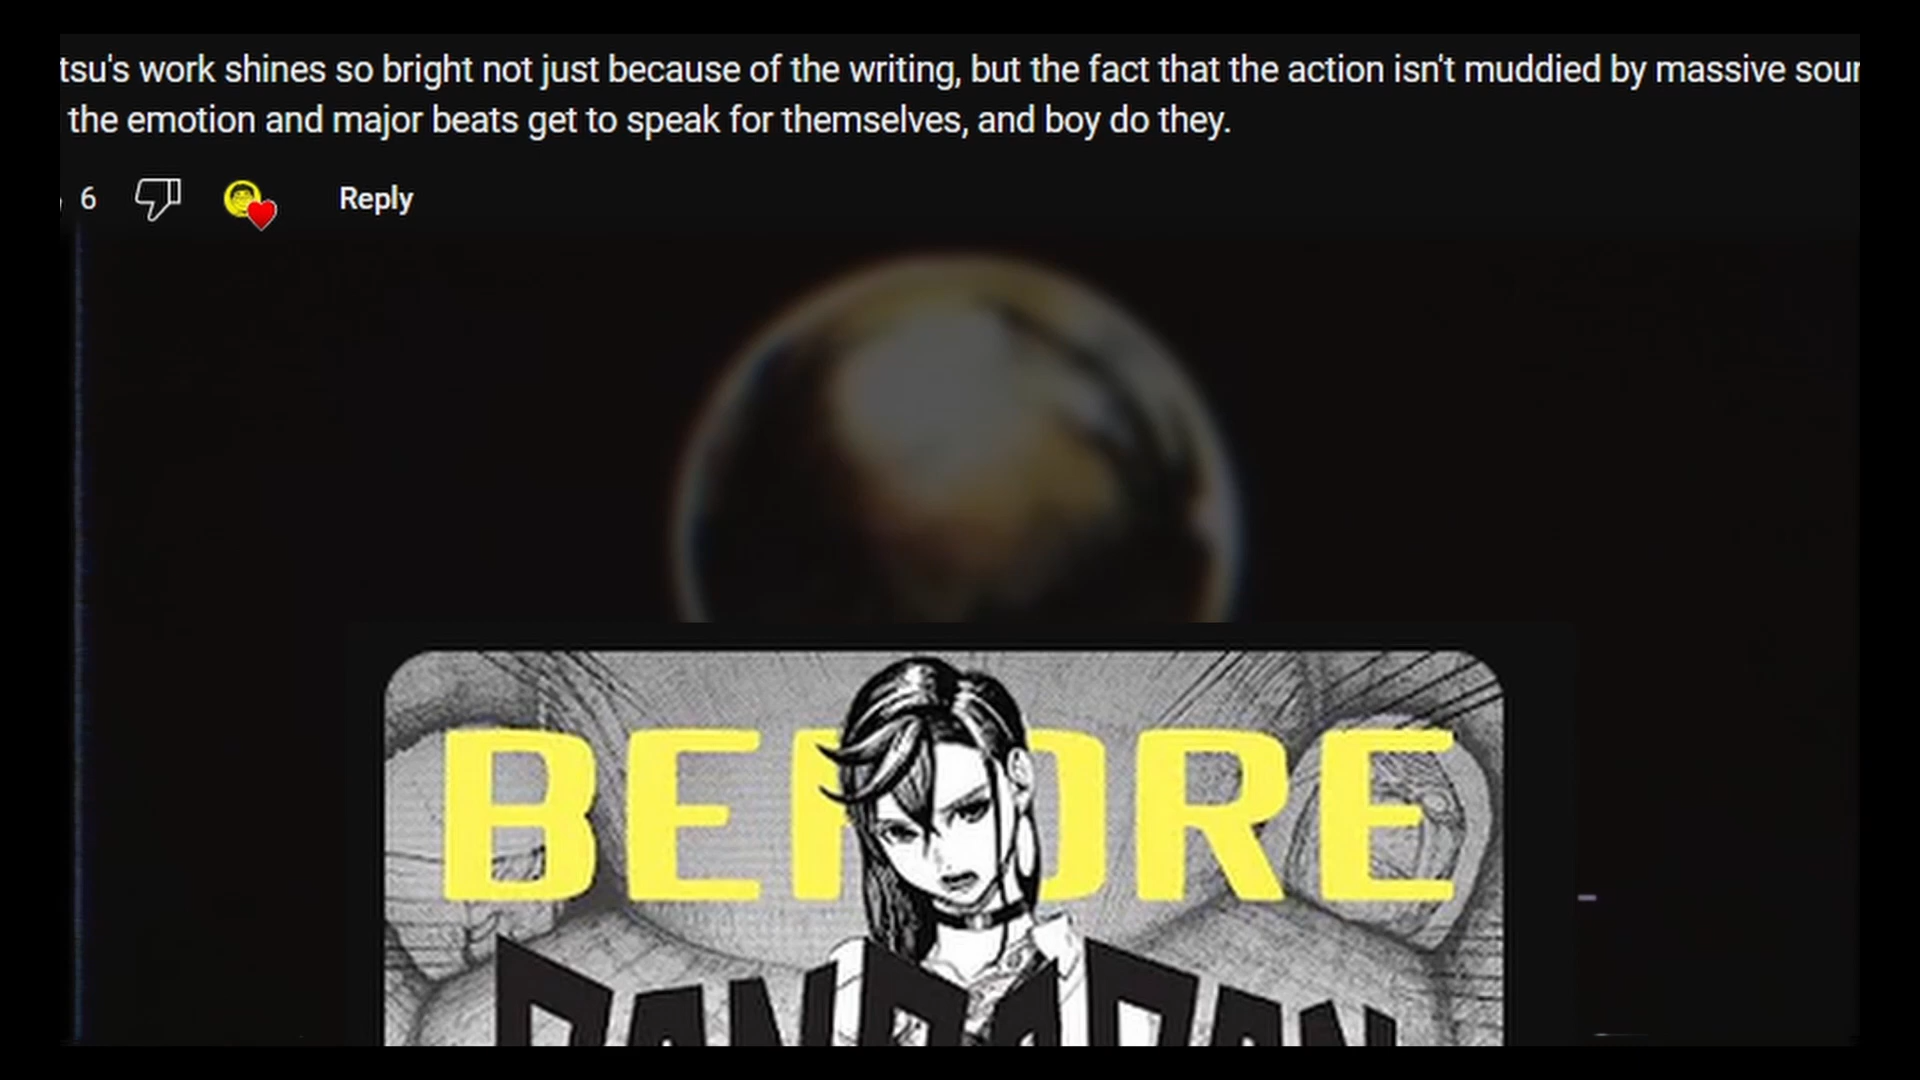 tsu's work shines so bright not just because of the writing, but the fact that the action isn't muddied by massive sour
the emotion and major beats get to speak for themselves, and boy do they.
6 Reply
BEFORE
DANDADAN